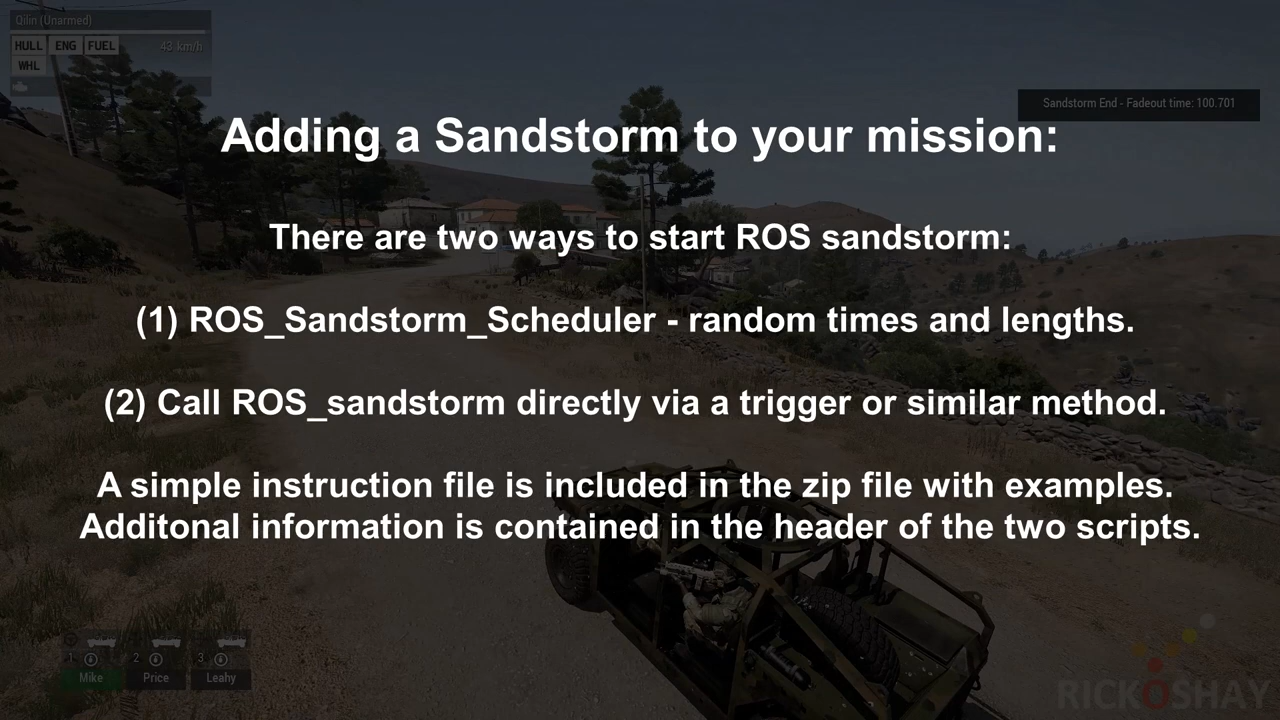 Qilin (Unarmed)
HULL ENG FUEL 43 km/h
WHL
Sandstorm End - Fadeout time: 100.701
Adding a Sandstorm to your mission:
There are two ways to start ROS sandstorm:
(1) ROS_Sandstorm_Scheduler - random times and lengths.
(2) Call ROS_sandstorm directly via a trigger or similar method.
A simple instruction file is included in the zip file with examples.
Additonal information is contained in the header of the two scripts.
1 2 3
Mike Price Leahy
RICKOSHAY